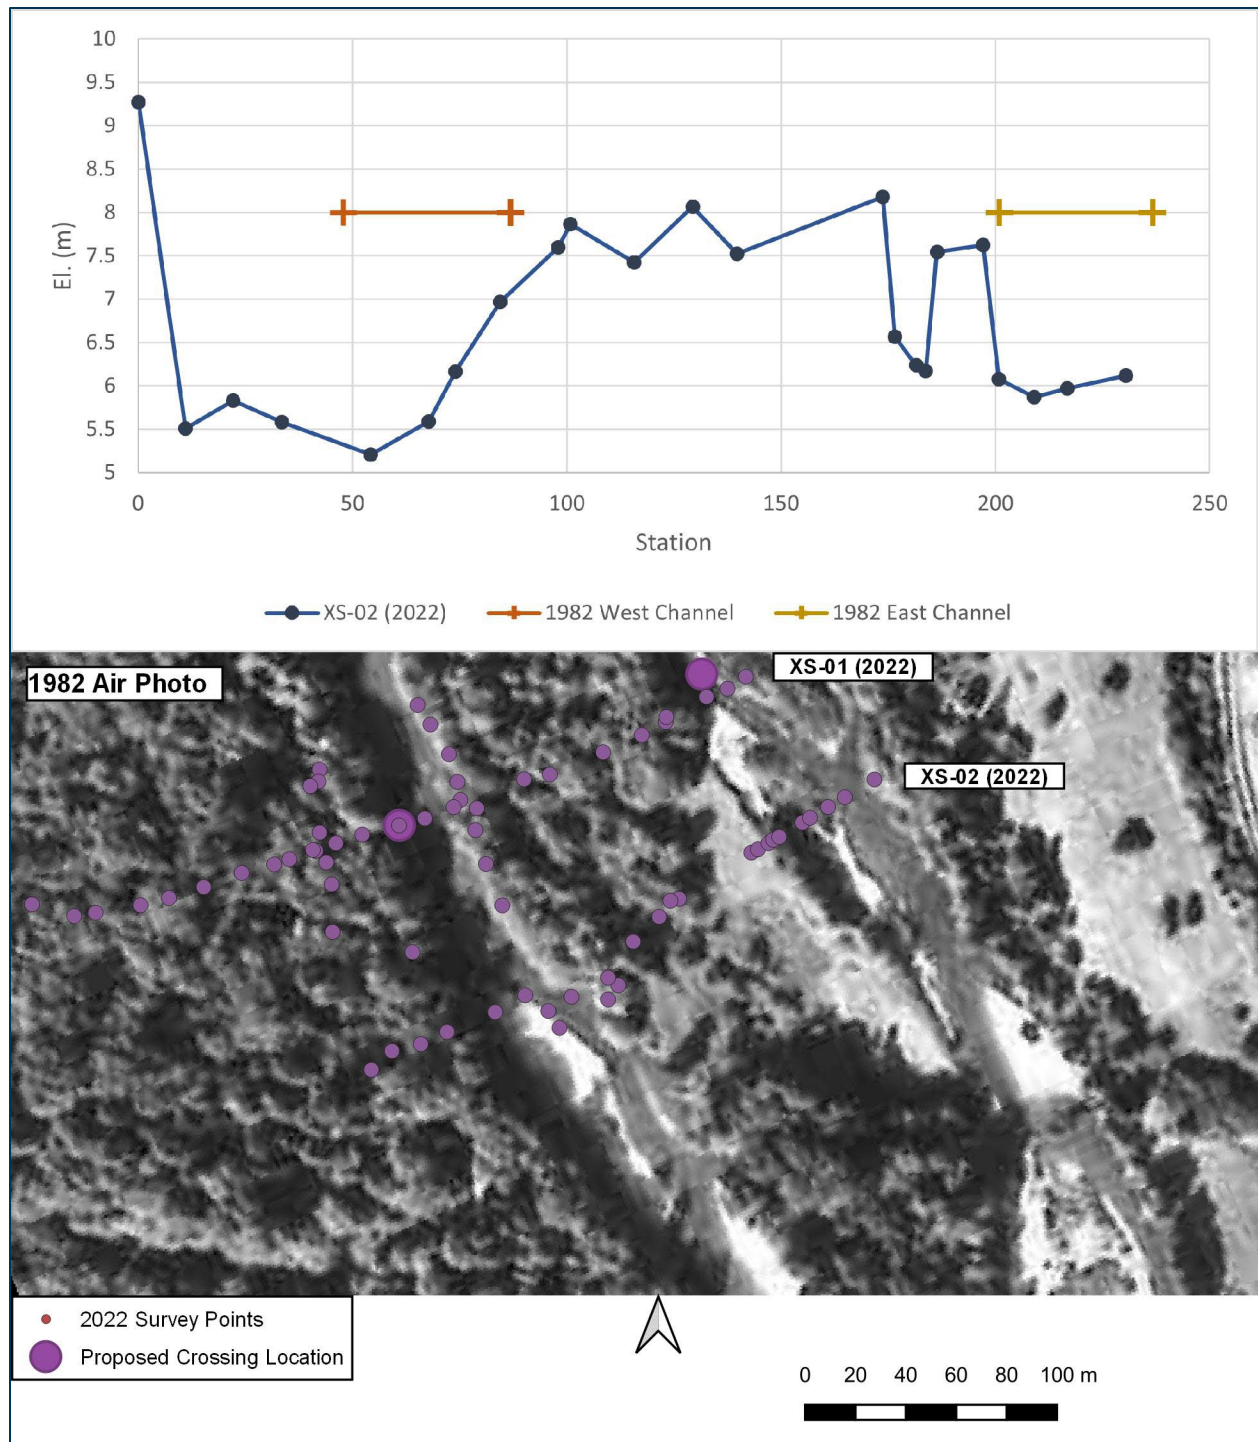 10
9.5
9
8.5
8
7.5
7
6.5
6
5.5
5
El. (m)
0 50 100 150 200 250
Station
XS-02 (2022) 1982 West Channel 1982 East Channel
1982 Air Photo
XS-01 (2022)
XS-02 (2022)
2022 Survey Points
Proposed Crossing Location
0 20 40 60 80 100 m